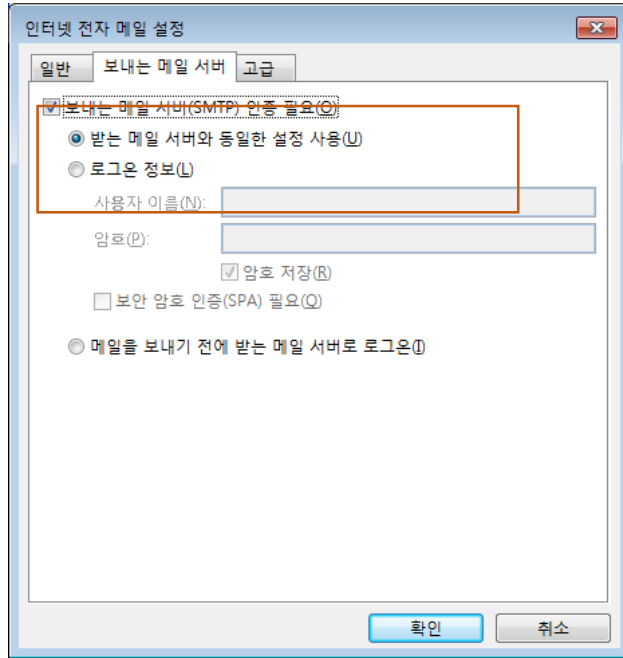 인터넷 전자 메일 설정
일반 보내는 메일 서버 고급
보내는 메일 서버(SMTP) 인증 필요(O)
받는 메일 서버와 동일한 설정 사용(U)
로그온 정보(L)
사용자 이름(N):
암호(P):
암호 저장(R)
보안 암호 인증(SPA) 필요(Q)
메일을 보내기 전에 받는 메일 서버로 로그온(I)
확인 취소